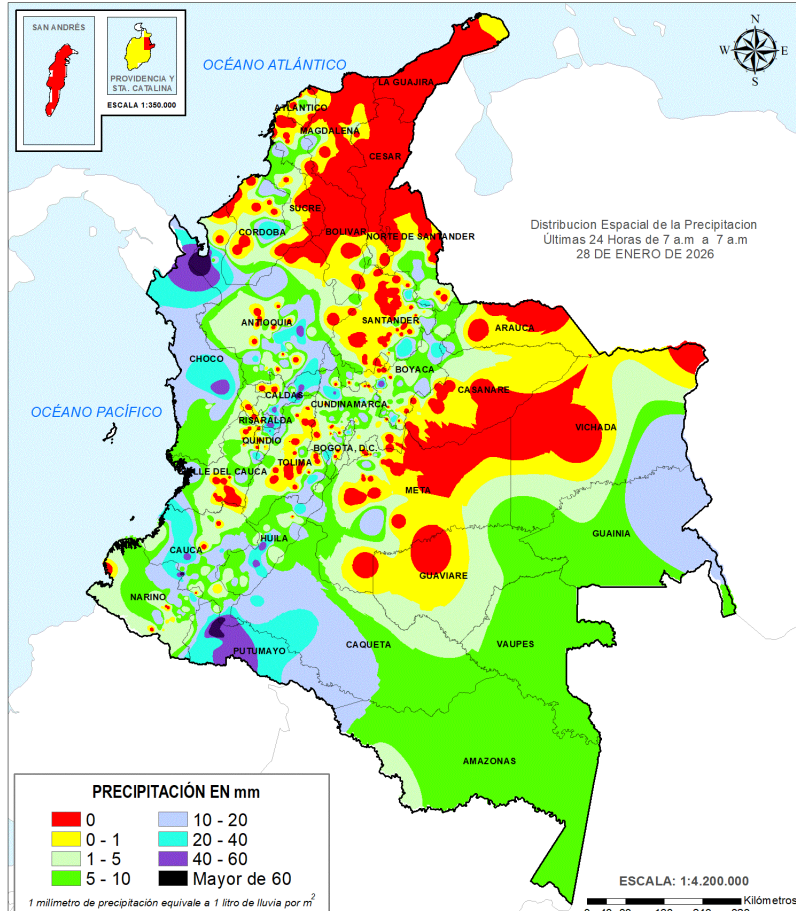 SAN ANDRÉS
PROVIDENCIA Y
STA. CATALINA
ESCALA 1:350.000
OCÉANO ATLÁNTICO
N
W E
S
LA GUAJIRA
ATLANTICO
MAGDALENA
CESAR
SUCRE
CORDOBA
BOLIVAR
NORTE DE SANTANDER
Distribucion Espacial de la Precipitacion
Últimas 24 Horas de 7 a.m a 7 a.m
28 DE ENERO DE 2026
ANTIOQUIA
SANTANDER
ARAUCA
CHOCO
BOYACA
CALDAS
CASANARE
CUNDINAMARCA
OCÉANO PACÍFICO
RISARALDA
VICHADA
QUINDIO
BOGOTA, D.C.
TOLIMA
VALLE DEL CAUCA
META
GUAINIA
HUILA
CAUCA
GUAVIARE
NARINO
CAQUETA
VAUPES
PUTUMAYO
AMAZONAS
PRECIPITACIÓN EN mm
0
0 - 1
1 - 5
5 - 10
10 - 20
20 - 40
40 - 60
Mayor de 60
1 milimetro de precipitación equivale a 1 litro de lluvia por m²
ESCALA: 1:4.200.000
Kilómetros